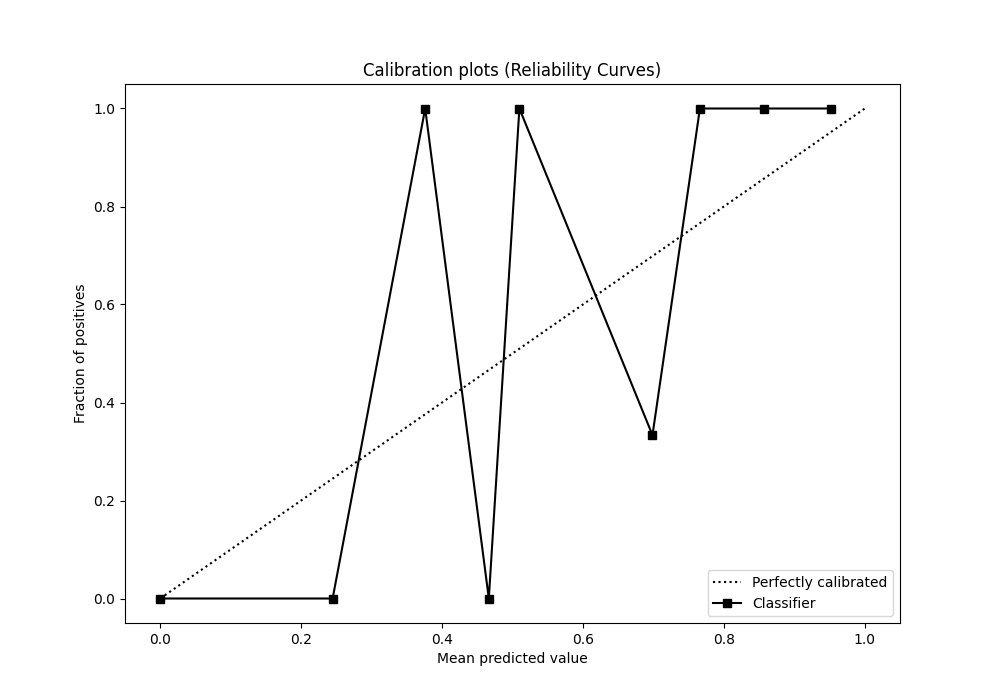 Calibration plots (Reliability Curves)
1.0
0.8
0.6
0.4
0.2
0.0
Fraction of positives
0.0 0.2 0.4 0.6 0.8 1.0
Mean predicted value
Perfectly calibrated
Classifier